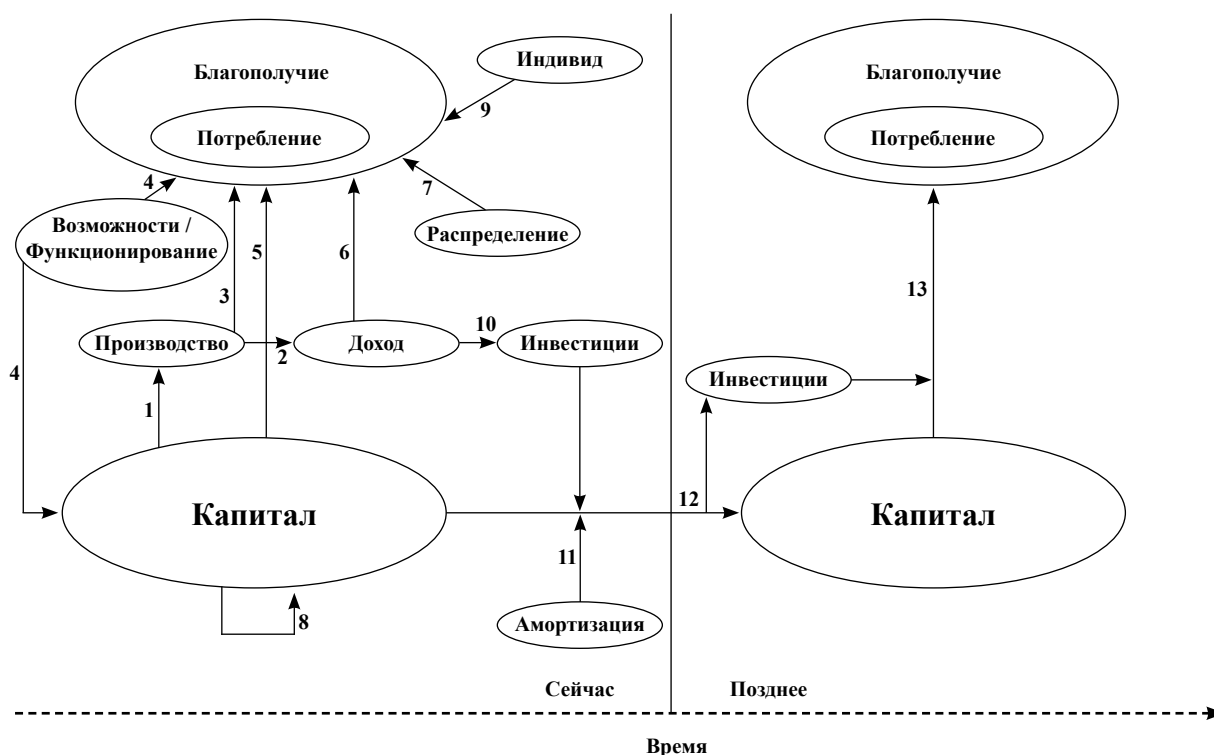 Благополучие
Потребление
Индивид
9
4
7
Возможности /
Функционирование
Распределение
5
6
3
Производство
2
Доход
10
Инвестиции
4
1
Капитал
8
11
Амортизация
12
Благополучие
Потребление
13
Инвестиции
Капитал
Сейчас
Позднее
Время